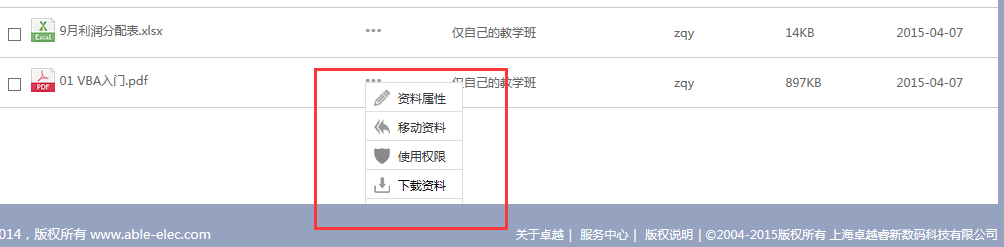 9月利润分配表.xlsx ••• 仅自己的教学班 zqy 14KB 2015-04-07
Excel
01 VBA入门.pdf ••• 仅自己的教学班 zqy 897KB 2015-04-07
PDF
资料属性
移动资料
使用权限
下载资料
014，版权所有 www.able-elec.com 关于卓越 | 服务中心 | 版权说明 | ©2004-2015版权所有 上海卓越睿新数码科技有限公司